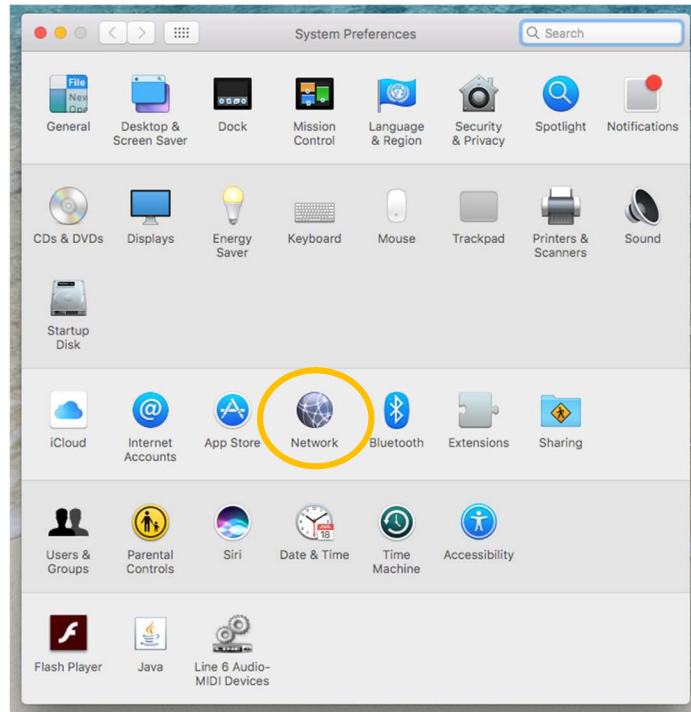 System Preferences
Search
File
New
Ope
General
Desktop &
Screen Saver
Dock
Mission
Control
Language
& Region
Security
& Privacy
Spotlight
Notifications
CDs & DVDs
Displays
Energy
Saver
Keyboard
Mouse
Trackpad
Printers &
Scanners
Sound
Startup
Disk
iCloud
Internet
Accounts
App Store
Network
Bluetooth
Extensions
Sharing
Users &
Groups
Parental
Controls
Siri
JUL
18
Date & Time
Time
Machine
Accessibility
Flash Player
Java
Line 6 Audio-
MIDI Devices